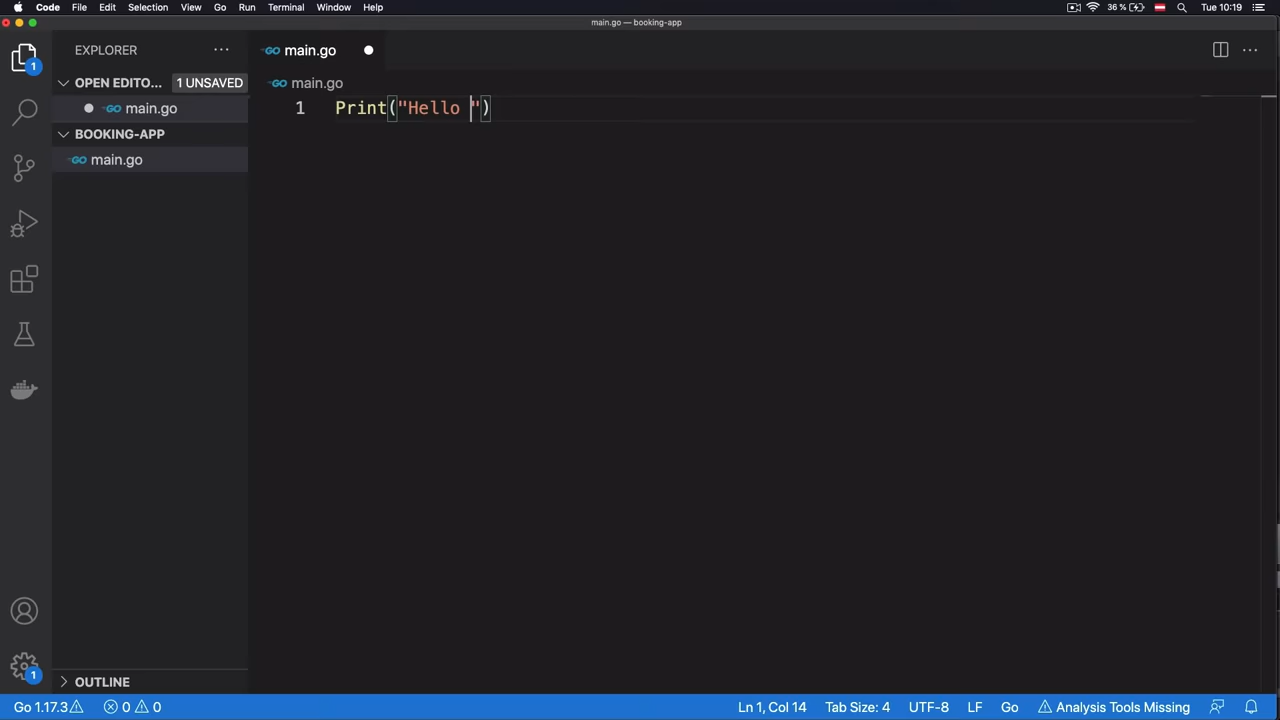 Code File Edit Selection View Go Run Terminal Window Help 36 % Tue 10:19
main.go — booking-app
EXPLORER
main.go
OPEN EDITO... 1 UNSAVED
main.go
main.go
1 Print("Hello ")
BOOKING-APP
main.go
1
1
OUTLINE
Go 1.17.3 0 0 Ln 1, Col 14 Tab Size: 4 UTF-8 LF Go Analysis Tools Missing